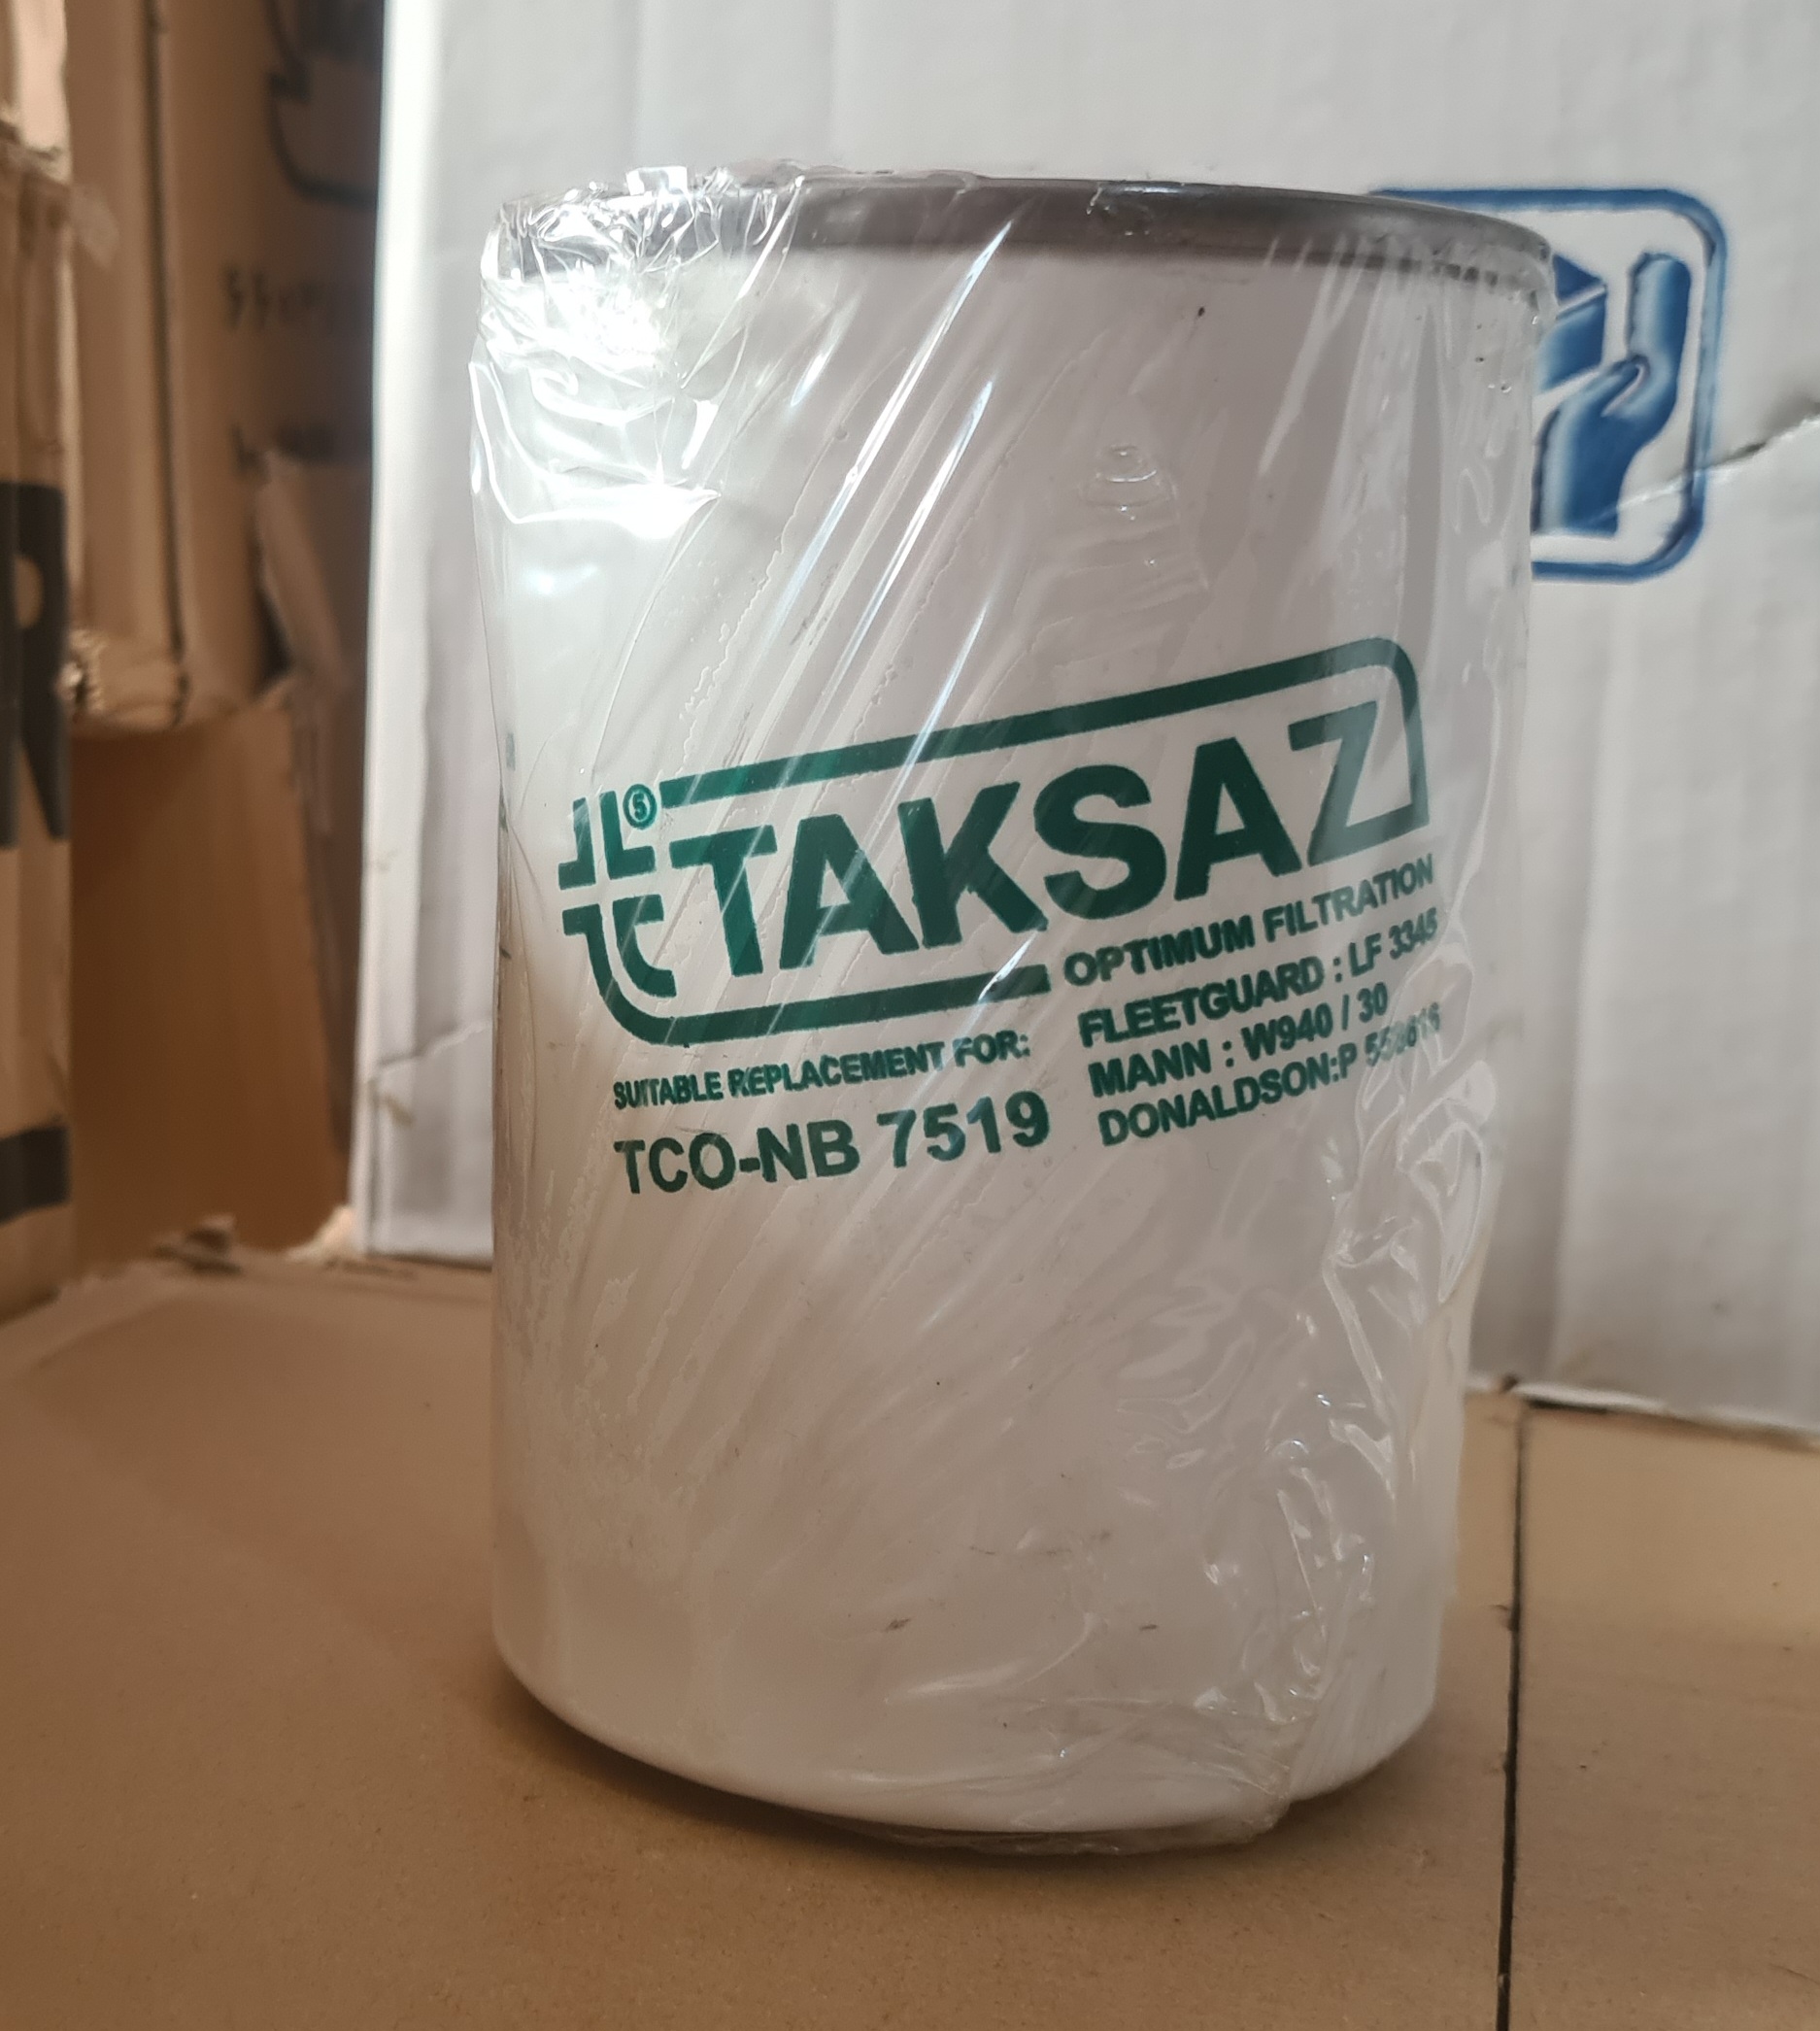 TAKSAZ
OPTIMUM FILTRATION
SUITABLE REPLACEMENT FOR:
TCO-NB 7519
FLEETGUARD : LF 3345
MANN : W940 / 30
DONALDSON:P